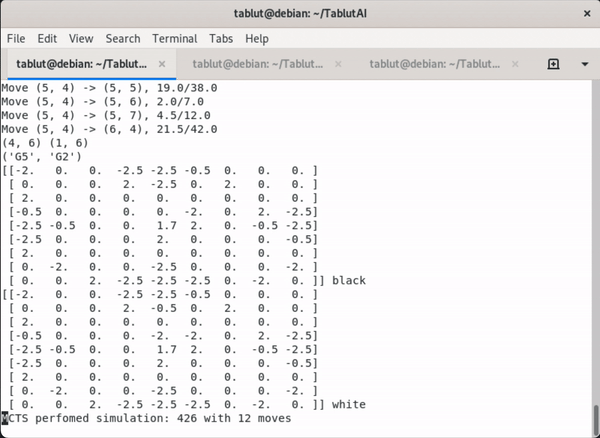 tablut@debian: ~/TablutAI
File Edit View Search Terminal Tabs Help
tablut@debian: ~/Tablut... tablut@debian: ~/Tablut... tablut@debian: ~/Tablut...
Move (5, 4) -> (5, 5), 19.0/38.0
Move (5, 4) -> (5, 6), 2.0/7.0
Move (5, 4) -> (5, 7), 4.5/12.0
Move (5, 4) -> (6, 4), 21.5/42.0
(4, 6) (1, 6)
('G5', 'G2')
[[-2. 0. 0. -2.5 -2.5 -0.5 0. 0. 0. ]
[ 0. 0. 0. 2. -2.5 0. 2. 0. 0. ]
[ 2. 0. 0. 0. 0. 0. 0. 0. 0. ]
[-0.5 0. 0. 0. 0. -2. 0. 2. -2.5]
[-2.5 -0.5 0. 0. 1.7 2. 0. -0.5 -2.5]
[-2.5 0. 0. 0. 2. 0. 0. 0. -0.5]
[ 2. 0. 0. 0. 0. 0. 0. 0. 0. ]
[ 0. -2. 0. 0. -2.5 0. 0. 0. -2. ]
[ 0. 0. 2. -2.5 -2.5 -2.5 0. -2. 0. ]] black
[[-2. 0. 0. -2.5 -2.5 -0.5 0. 0. 0. ]
[ 0. 0. 0. 2. -0.5 0. 2. 0. 0. ]
[ 2. 0. 0. 0. 0. 0. 0. 0. 0. ]
[-0.5 0. 0. 0. -2. -2. 0. 2. -2.5]
[-2.5 -0.5 0. 0. 1.7 2. 0. -0.5 -2.5]
[-2.5 0. 0. 0. 2. 0. 0. 0. -0.5]
[ 2. 0. 0. 0. 0. 0. 0. 0. 0. ]
[ 0. -2. 0. 0. -2.5 0. 0. 0. -2. ]
[ 0. 0. 2. -2.5 -2.5 -2.5 0. -2. 0. ]] white
MCTS perfomed simulation: 426 with 12 moves